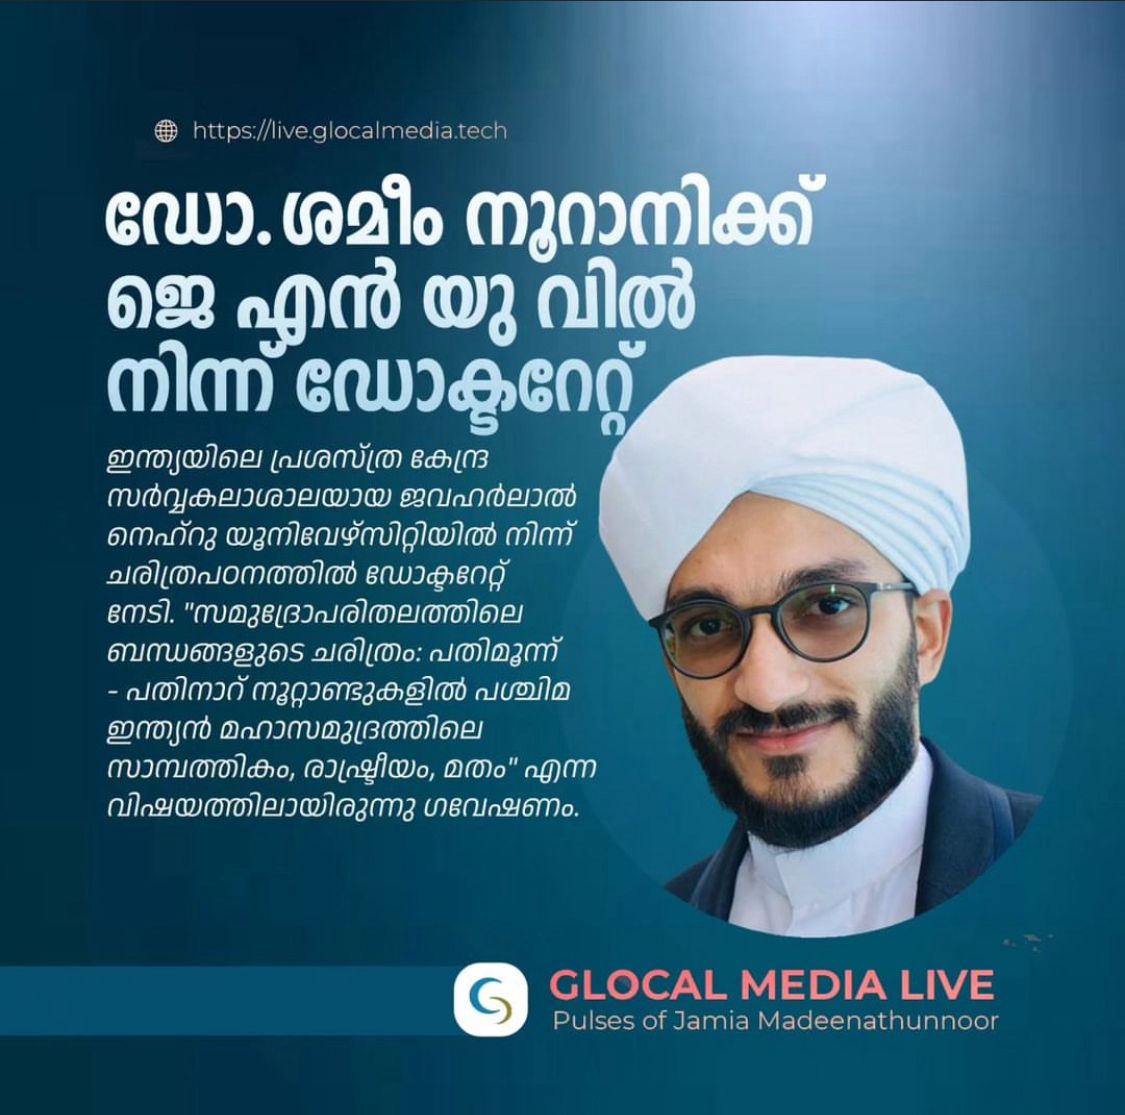 https://live.glocalmedia.tech
ഡോ. ശമീം നൂറാനിക്ക്
ജെ എൻ യു വിൽ
നിന്ന് ഡോക്ടറേറ്റ്
ഇന്ത്യയിലെ പ്രശസ്ത്ര കേന്ദ്ര
സർവ്വകലാശാലയായ ജവഹർലാൽ
നെഹ്റു യൂനിവേഴ്സിറ്റിയിൽ നിന്ന്
ചരിത്രപഠനത്തിൽ ഡോക്ടറേറ്റ്
നേടി. "സമുദ്രോപരിതലത്തിലെ
ബന്ധങ്ങളുടെ ചരിത്രം: പതിമൂന്ന്
- പതിനാറ് നൂറ്റാണ്ടുകളിൽ പശ്ചിമ
ഇന്ത്യൻ മഹാസമുദ്രത്തിലെ
സാമ്പത്തികം, രാഷ്ട്രീയം, മതം" എന്ന
വിഷയത്തിലായിരുന്നു ഗവേഷണം.
GLOCAL MEDIA LIVE
Pulses of Jamia Madeenathunnoor